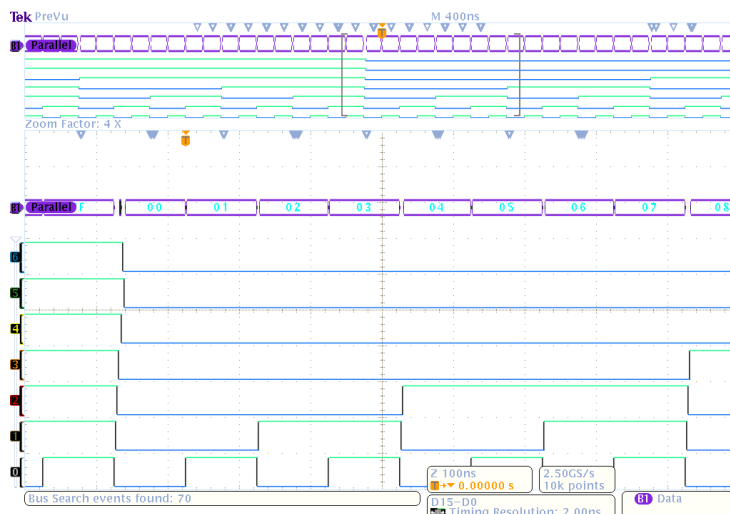 Tek PreVu M 400ns
T
B1 Parallel
Zoom Factor: 4 X
T
B1 Parallel F 00 01 02 03 04 05 06 07 08
6
5
4
3
2
1
0
Z 100ns 2.50GS/s
T→▼ 0.00000 s 10k points
Bus Search events found: 70
D15-D0 B1 Data
Timing Resolution: 2.00ns